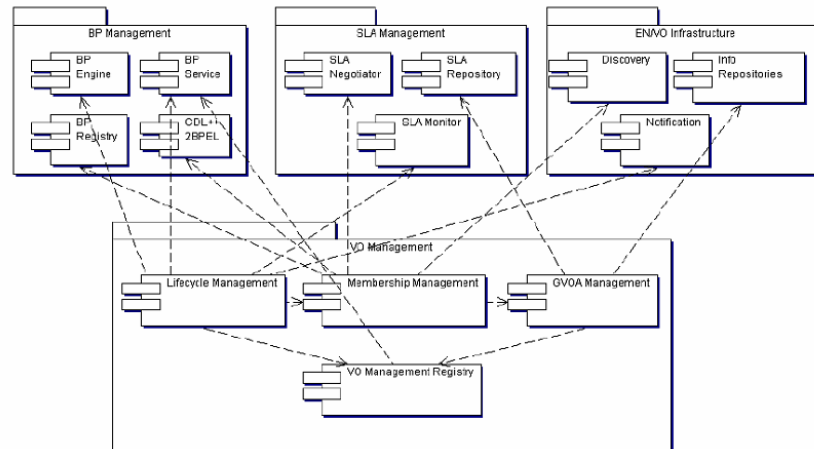 BP Management
SLA Management
EN/VO Infrastructure
BP
Engine
BP
Service
SLA
Negotiator
SLA
Repository
Discovery
Info
Repositories
BP
Registry
CDL++
2BPEL
SLA Monitor
Notification
VO Management
Lifecycle Management
Membership Management
GVOA Management
VO Management Registry